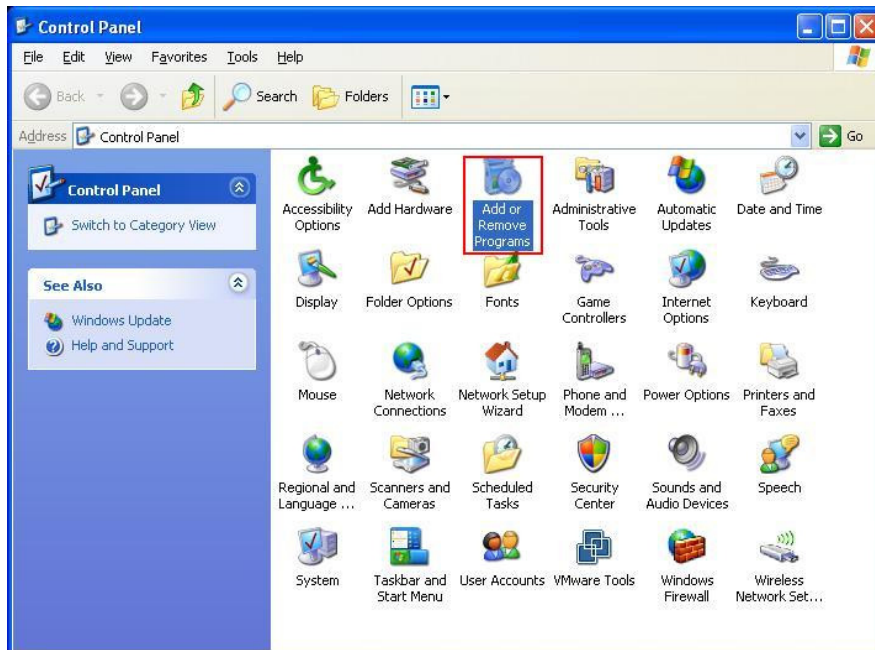 Control Panel
File Edit View Favorites Tools Help
Back Search Folders
Address Control Panel Go
Control Panel
Switch to Category View
See Also
Windows Update
Help and Support
Accessibility Options
Add Hardware
Add or Remove Programs
Administrative Tools
Automatic Updates
Date and Time
Display
Folder Options
Fonts
Game Controllers
Internet Options
Keyboard
Mouse
Network Connections
Network Setup Wizard
Phone and Modem ...
Power Options
Printers and Faxes
Regional and Language ...
Scanners and Cameras
Scheduled Tasks
Security Center
Sounds and Audio Devices
Speech
System
Taskbar and Start Menu
User Accounts
VMware Tools
Windows Firewall
Wireless Network Set...